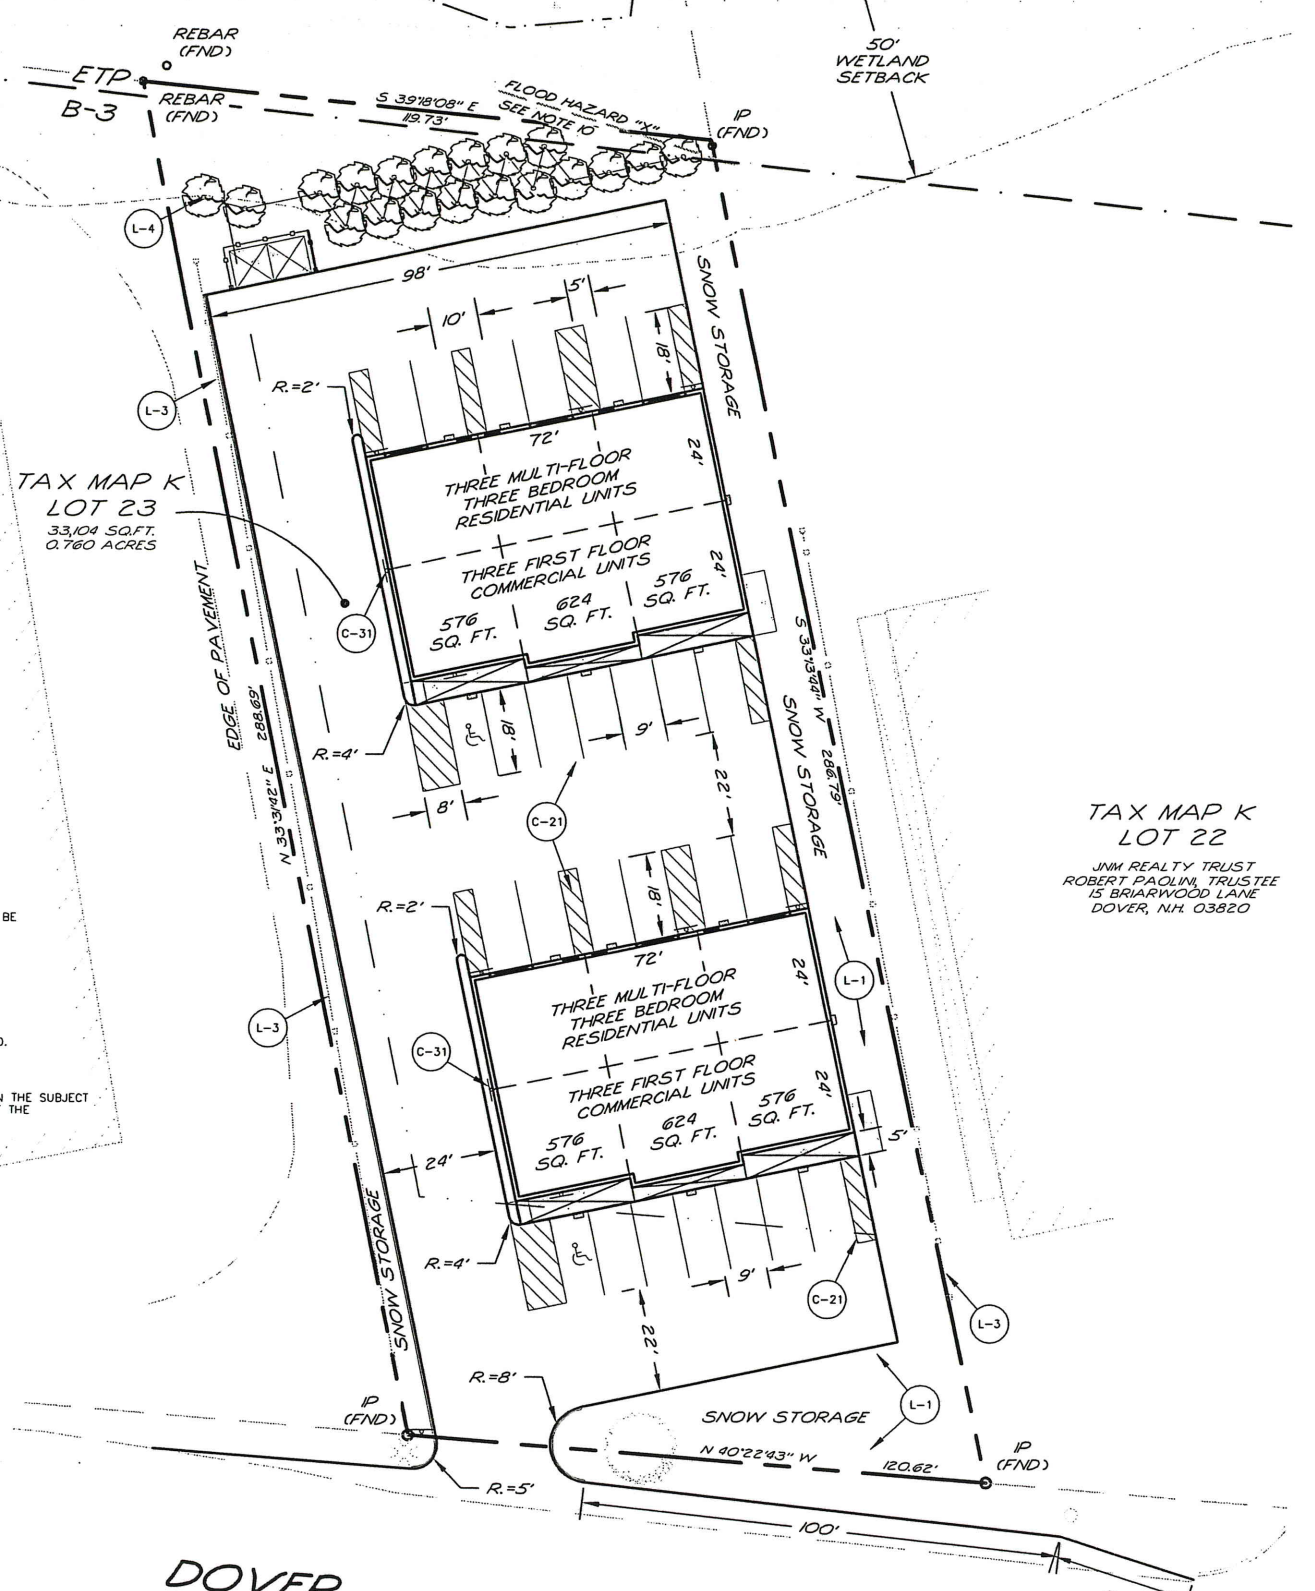 REBAR
(FND)
ETP
B-3
REBAR
(FND)
S 39°18'08" E
119.73'
FLOOD HAZARD "X"
SEE NOTE 10
IP
(FND)
50'
WETLAND
SETBACK
L-4
98'
SNOW STORAGE
5'
10'
18'
R.=2'
L-3
72'
24'
THREE MULTI-FLOOR
THREE BEDROOM
RESIDENTIAL UNITS
TAX MAP K
LOT 23
33,104 SQ.FT.
0.760 ACRES
THREE FIRST FLOOR
COMMERCIAL UNITS
24'
576
SQ. FT.
624
SQ. FT.
576
SQ. FT.
C-31
EDGE OF PAVEMENT
N 33°31'42" E 288.69'
S 33°13'44" W 286.79'
SNOW STORAGE
R.=4'
18'
9'
8'
22'
C-21
TAX MAP K
LOT 22
JNM REALTY TRUST
ROBERT PAOLINI, TRUSTEE
15 BRIARWOOD LANE
DOVER, N.H. 03820
BE
R.=2'
18'
72'
24'
THREE MULTI-FLOOR
THREE BEDROOM
RESIDENTIAL UNITS
L-1
L-3
C-31
THREE FIRST FLOOR
COMMERCIAL UNITS
24'
576
SQ. FT.
624
SQ. FT.
576
SQ. FT.
THE SUBJECT
THE
5'
24'
SNOW STORAGE
R.=4'
9'
C-21
L-3
22'
R.=8'
L-1
IP
(FND)
SNOW STORAGE
N 40°22'43" W
120.62'
IP
(FND)
R.=5'
100'
DOVER